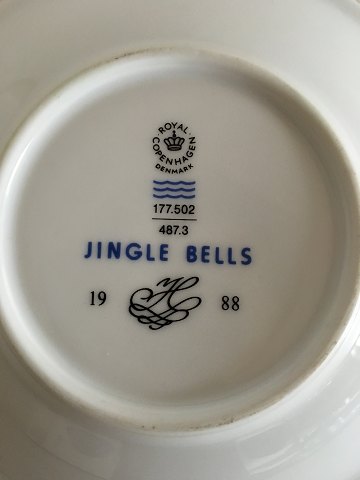 ROYAL
COPENHAGEN
DENMARK
177.502
487.3
JINGLE BELLS
19 88